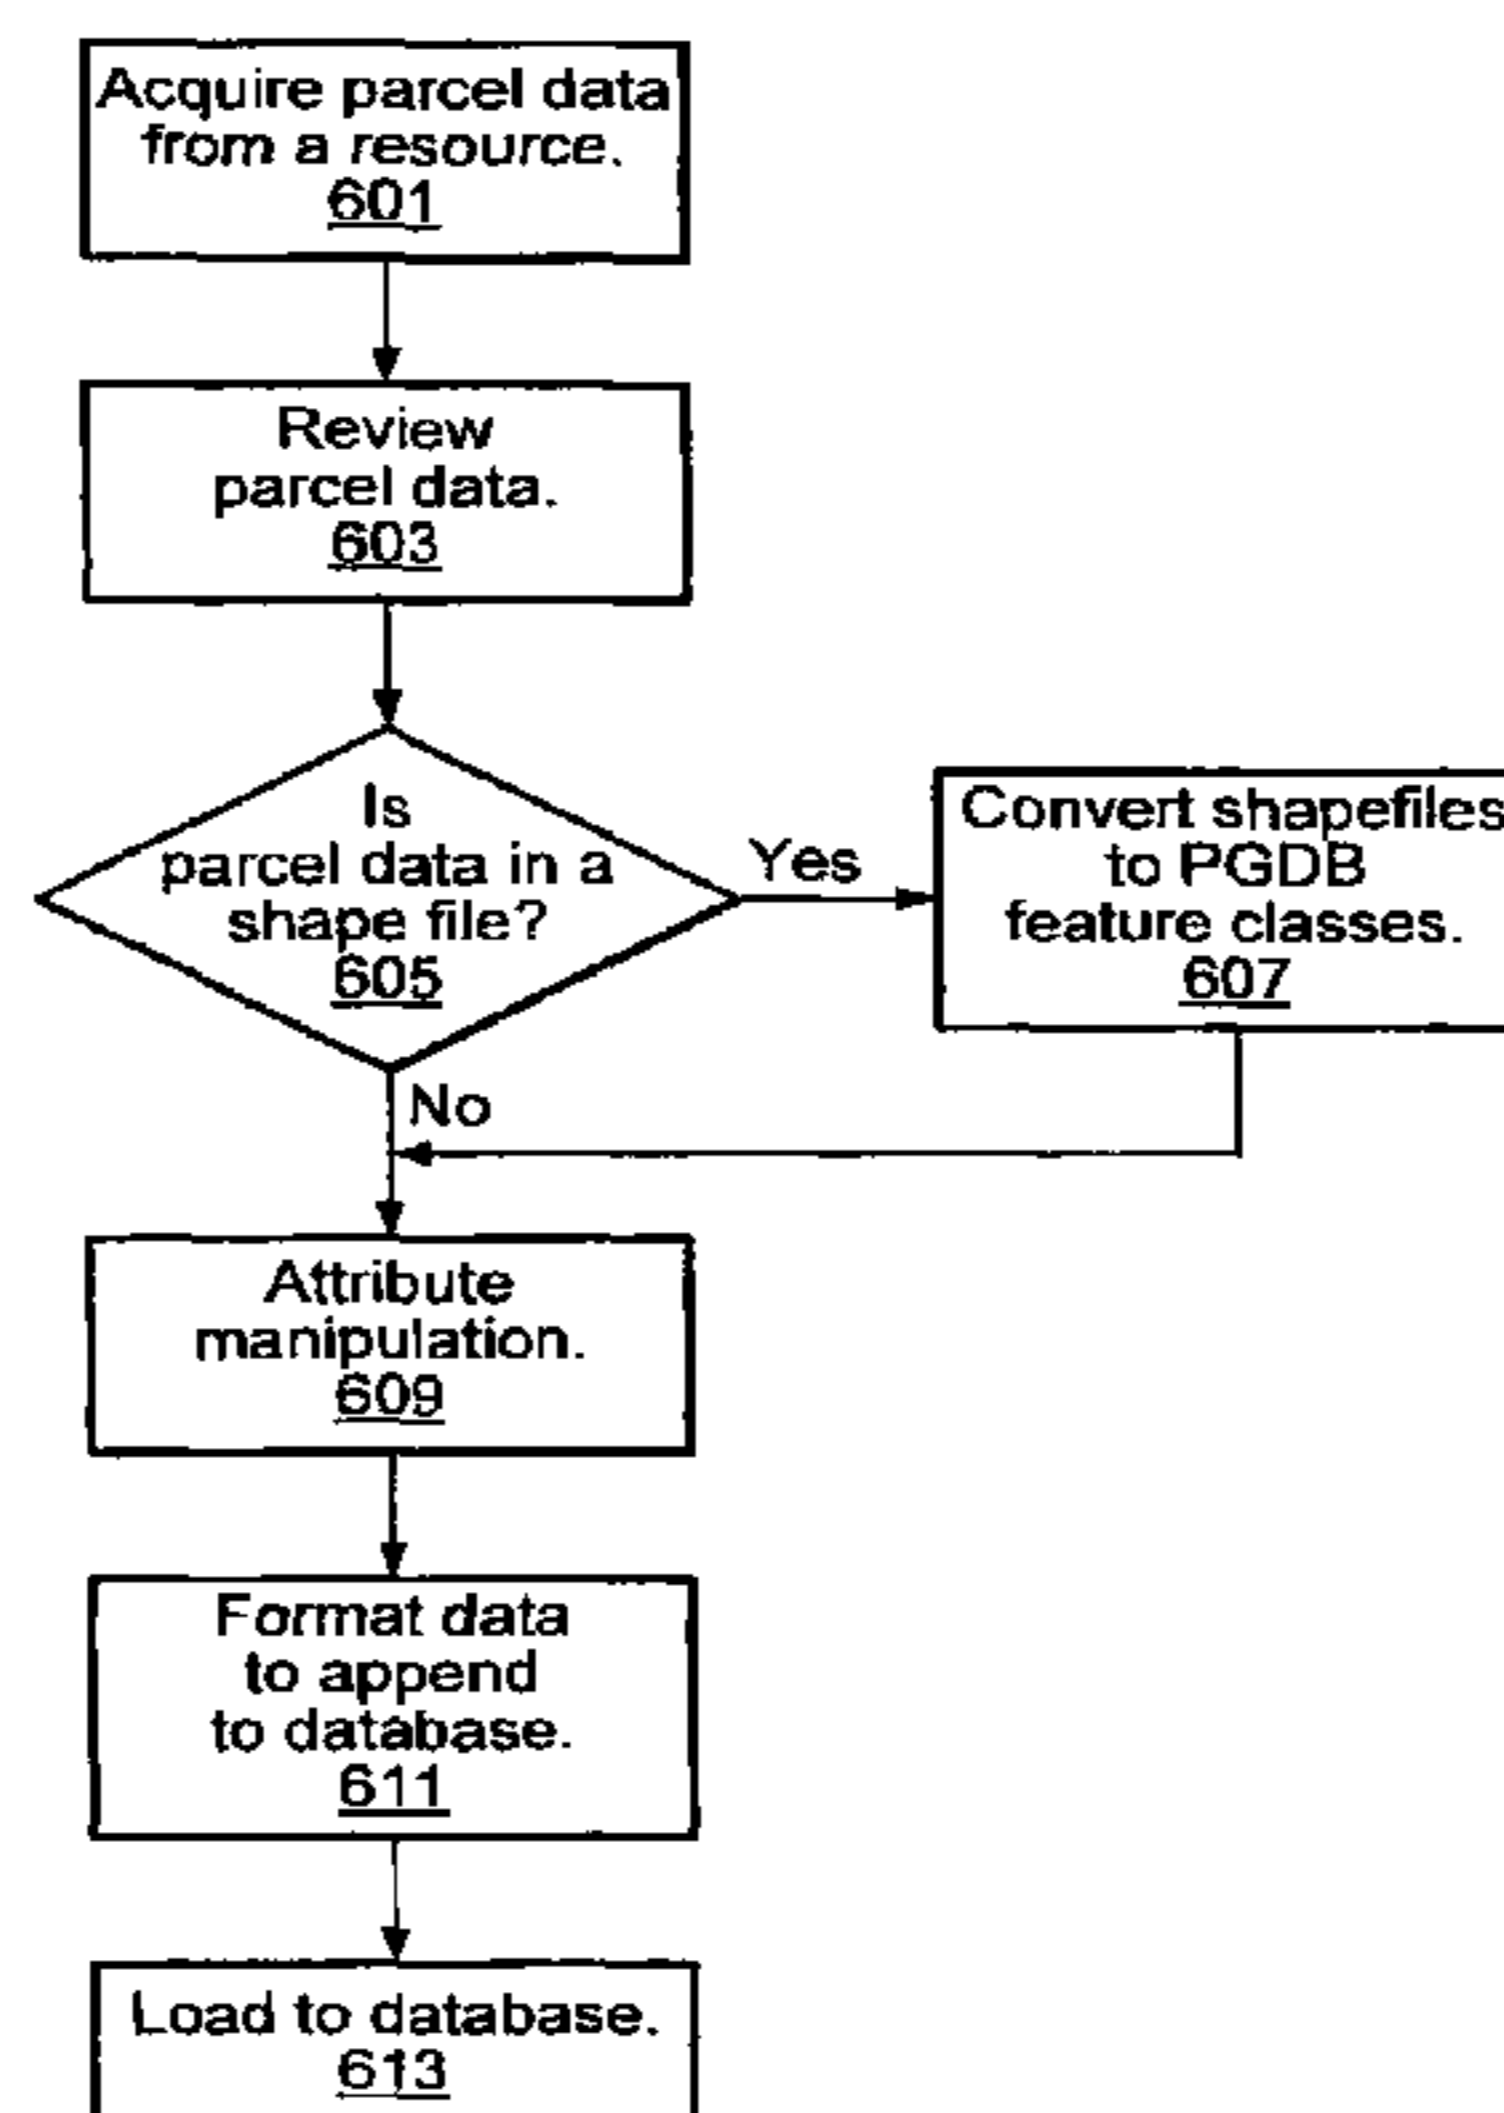 Acquire parcel data
from a resource.
601
Review
parcel data.
603
Is
parcel data in a
shape file?
605
Yes
Convert shapefiles
to PGDB
feature classes.
607
No
Attribute
manipulation.
609
Format data
to append
to database.
611
Load to database.
613